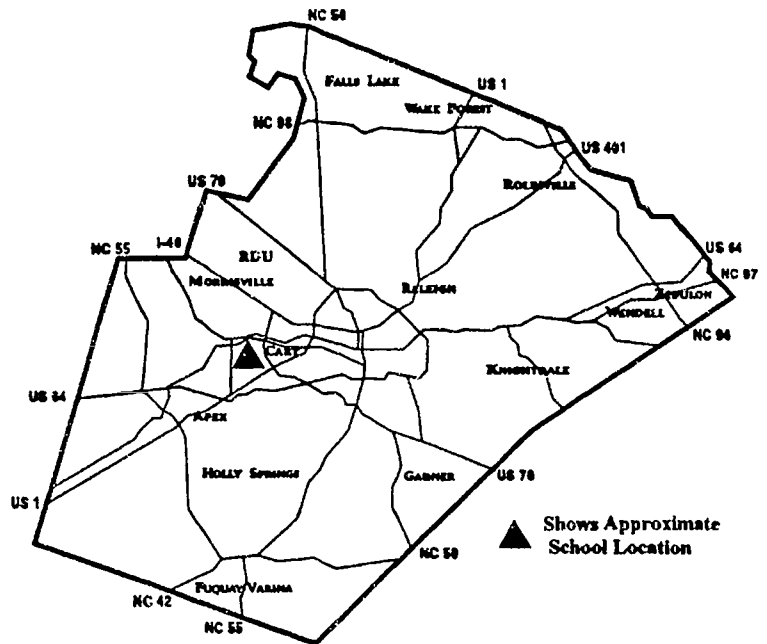 NC 50
FALLS LAKE
US 1
WAKE FOREST
NC 98
US 401
ROLESVILLE
US 70
I-40
NC 55
RDU
US 64
NC 97
MORRISVILLE
RALEIGH
ZEBULON
WENDELL
NC 96
CARY
KNIGHTDALE
US 64
APEX
HOLLY SPRINGS
GARNER
US 70
US 1
Shows Approximate
School Location
NC 50
FUQUAY VARINA
NC 42
NC 55